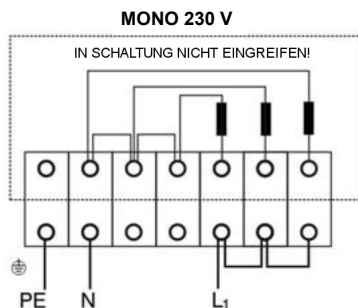 MONO 230 V
IN SCHALTUNG NICHT EINGREIFEN!
PE N L₁